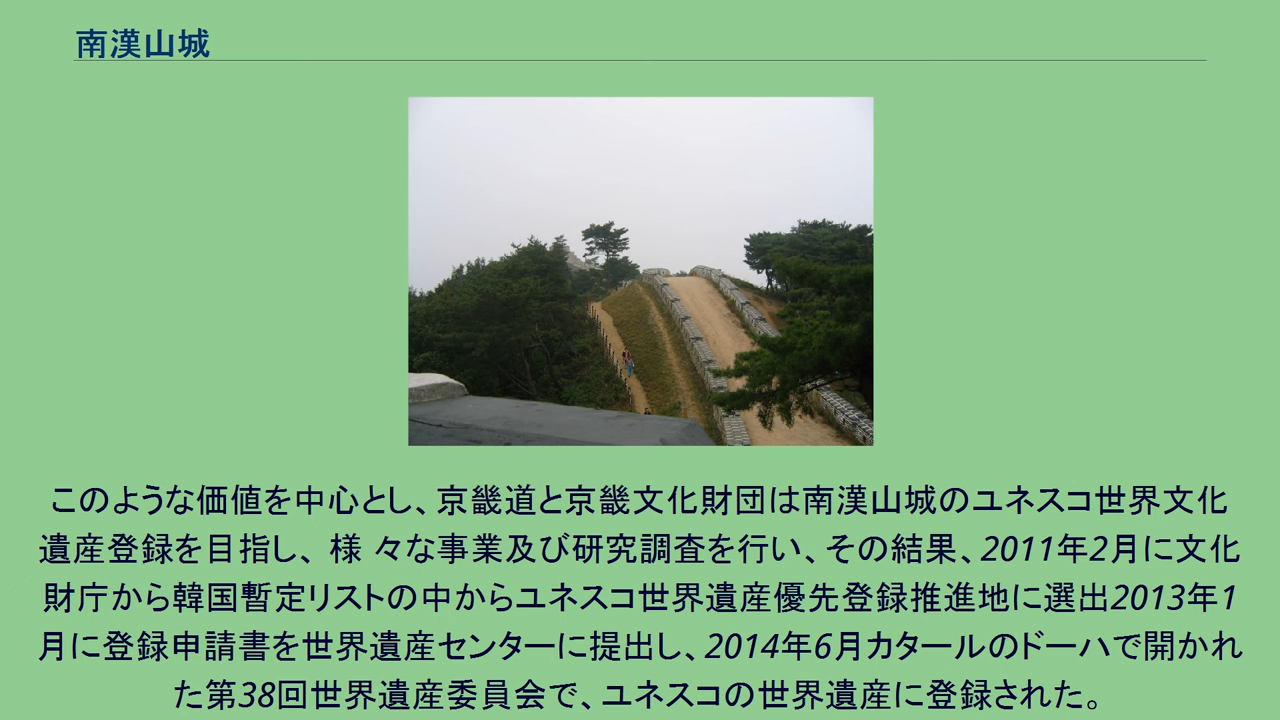 南漢山城
このような価値を中心とし、京畿道と京畿文化財団は南漢山城のユネスコ世界文化
遺産登録を目指し、様 々な事業及び研究調査を行い、その結果、2011年2月に文化
財庁から韓国暫定リストの中からユネスコ世界遺産優先登録推進地に選出2013年1
月に登録申請書を世界遺産センターに提出し、2014年6月カタールのドーハで開かれ
た第38回世界遺産委員会で、ユネスコの世界遺産に登録された。